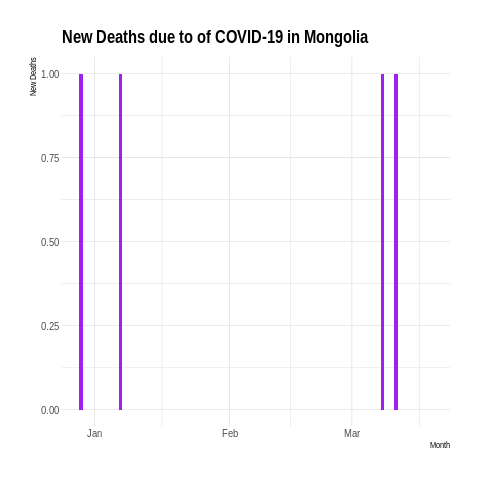 New Deaths due to of COVID-19 in Mongolia
New Deaths
1.00
0.75
0.50
0.25
0.00
Jan Feb Mar
Month